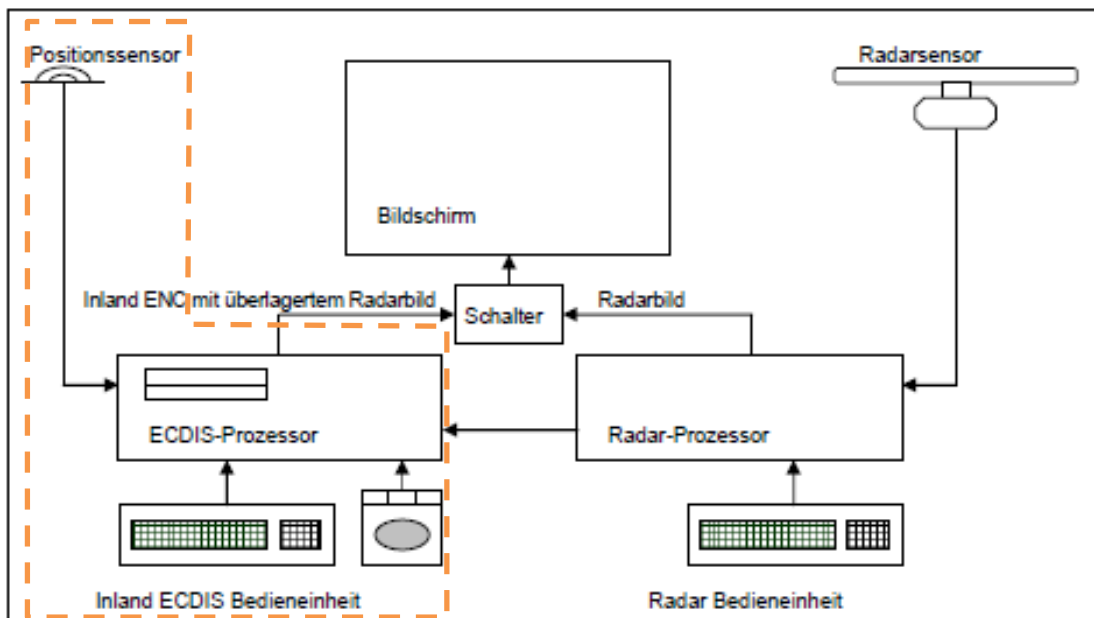 Positionssensor
Radarsensor
Bildschirm
Inland ENC mit überlagertem Radarbild
Radarbild
Schalter
ECDIS-Prozessor
Radar-Prozessor
Inland ECDIS Bedieneinheit
Radar Bedieneinheit